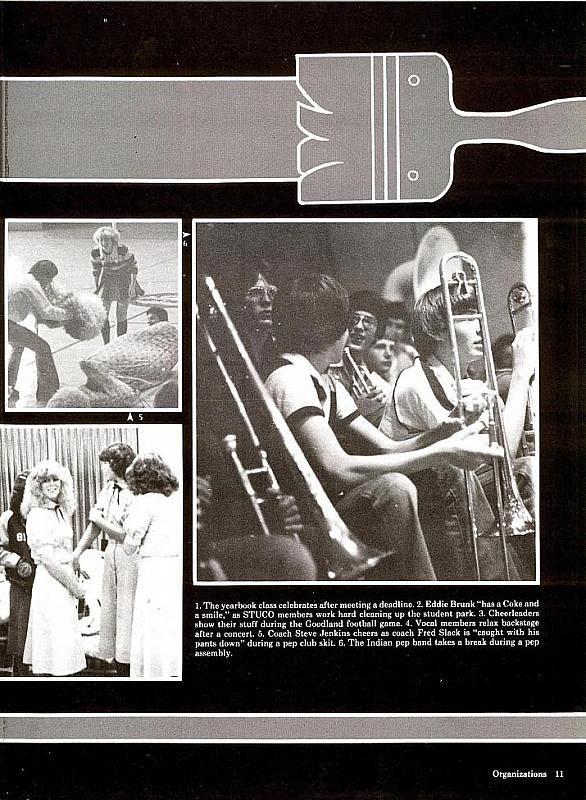 6
5
1. The yearbook class celebrates after meeting a deadline. 2. Eddie Brunk "has a Coke and
a smile," as STUCO members work hard cleaning up the student park. 3. Cheerleaders
show their stuff during the Goodland football game. 4. Vocal members relax backstage
after a concert. 5. Coach Steve Jenkins cheers as coach Fred Slack is "caught with his
pants down" during a pep club skit. 6. The Indian pep band takes a break during a pep
assembly.
Organizations 11